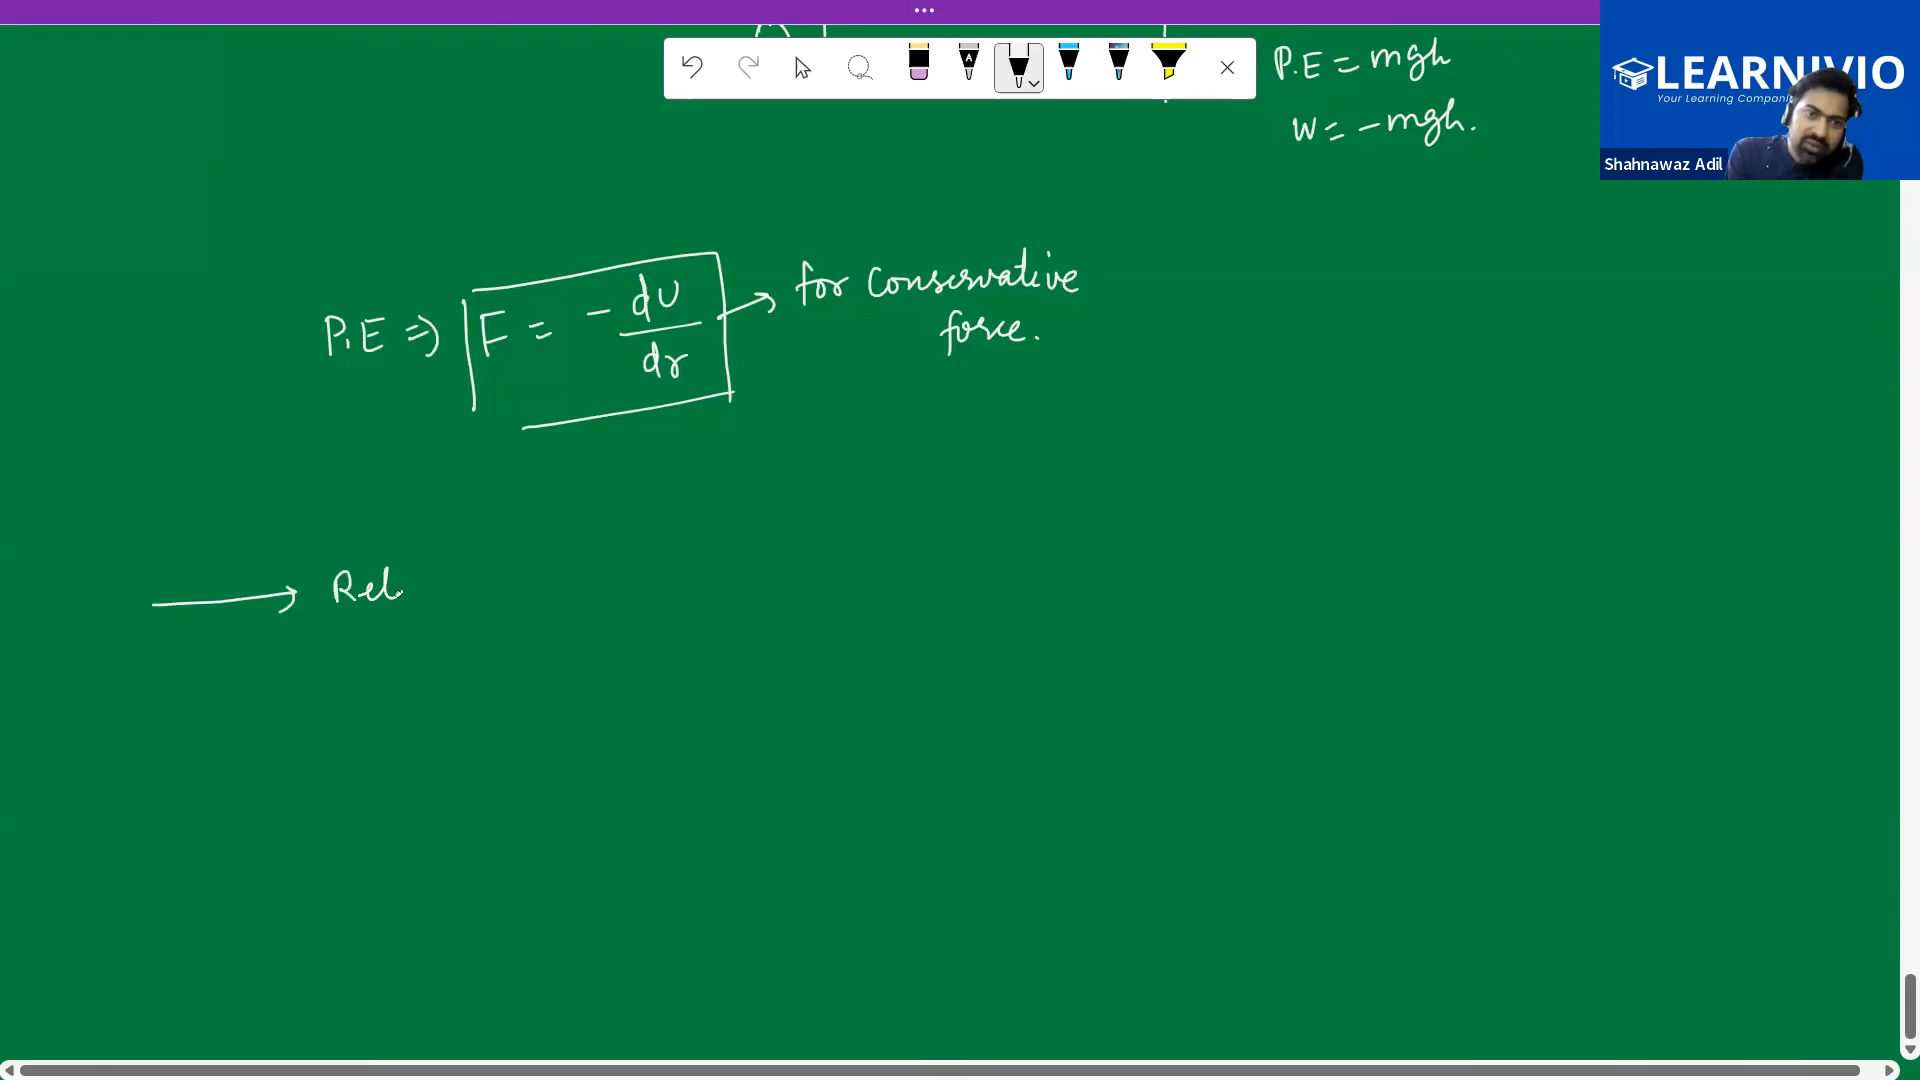 P.E = mgh
W = -mgh.
LEARNIVIO
Your Learning Compani
Shahnawaz Adil
P.E ⇒ F = - dU/dr → for conservative
force.
→ Rel